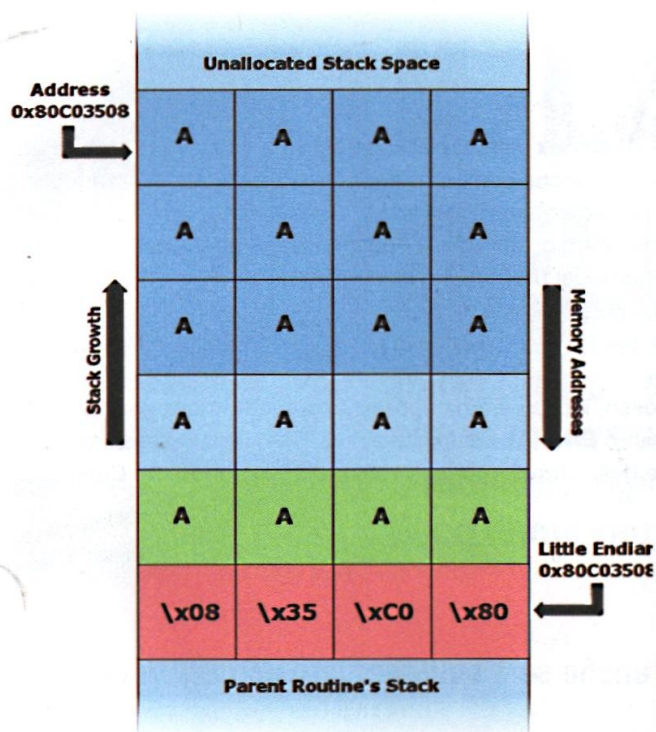 Unallocated Stack Space
Address
0x80C03508
A A A A
A A A A
Stack Growth
A A A A
Memory Addresses
A A A A
A A A A
Little Endian
0x80C03508
\x08 \x35 \xC0 \x80
Parent Routine's Stack